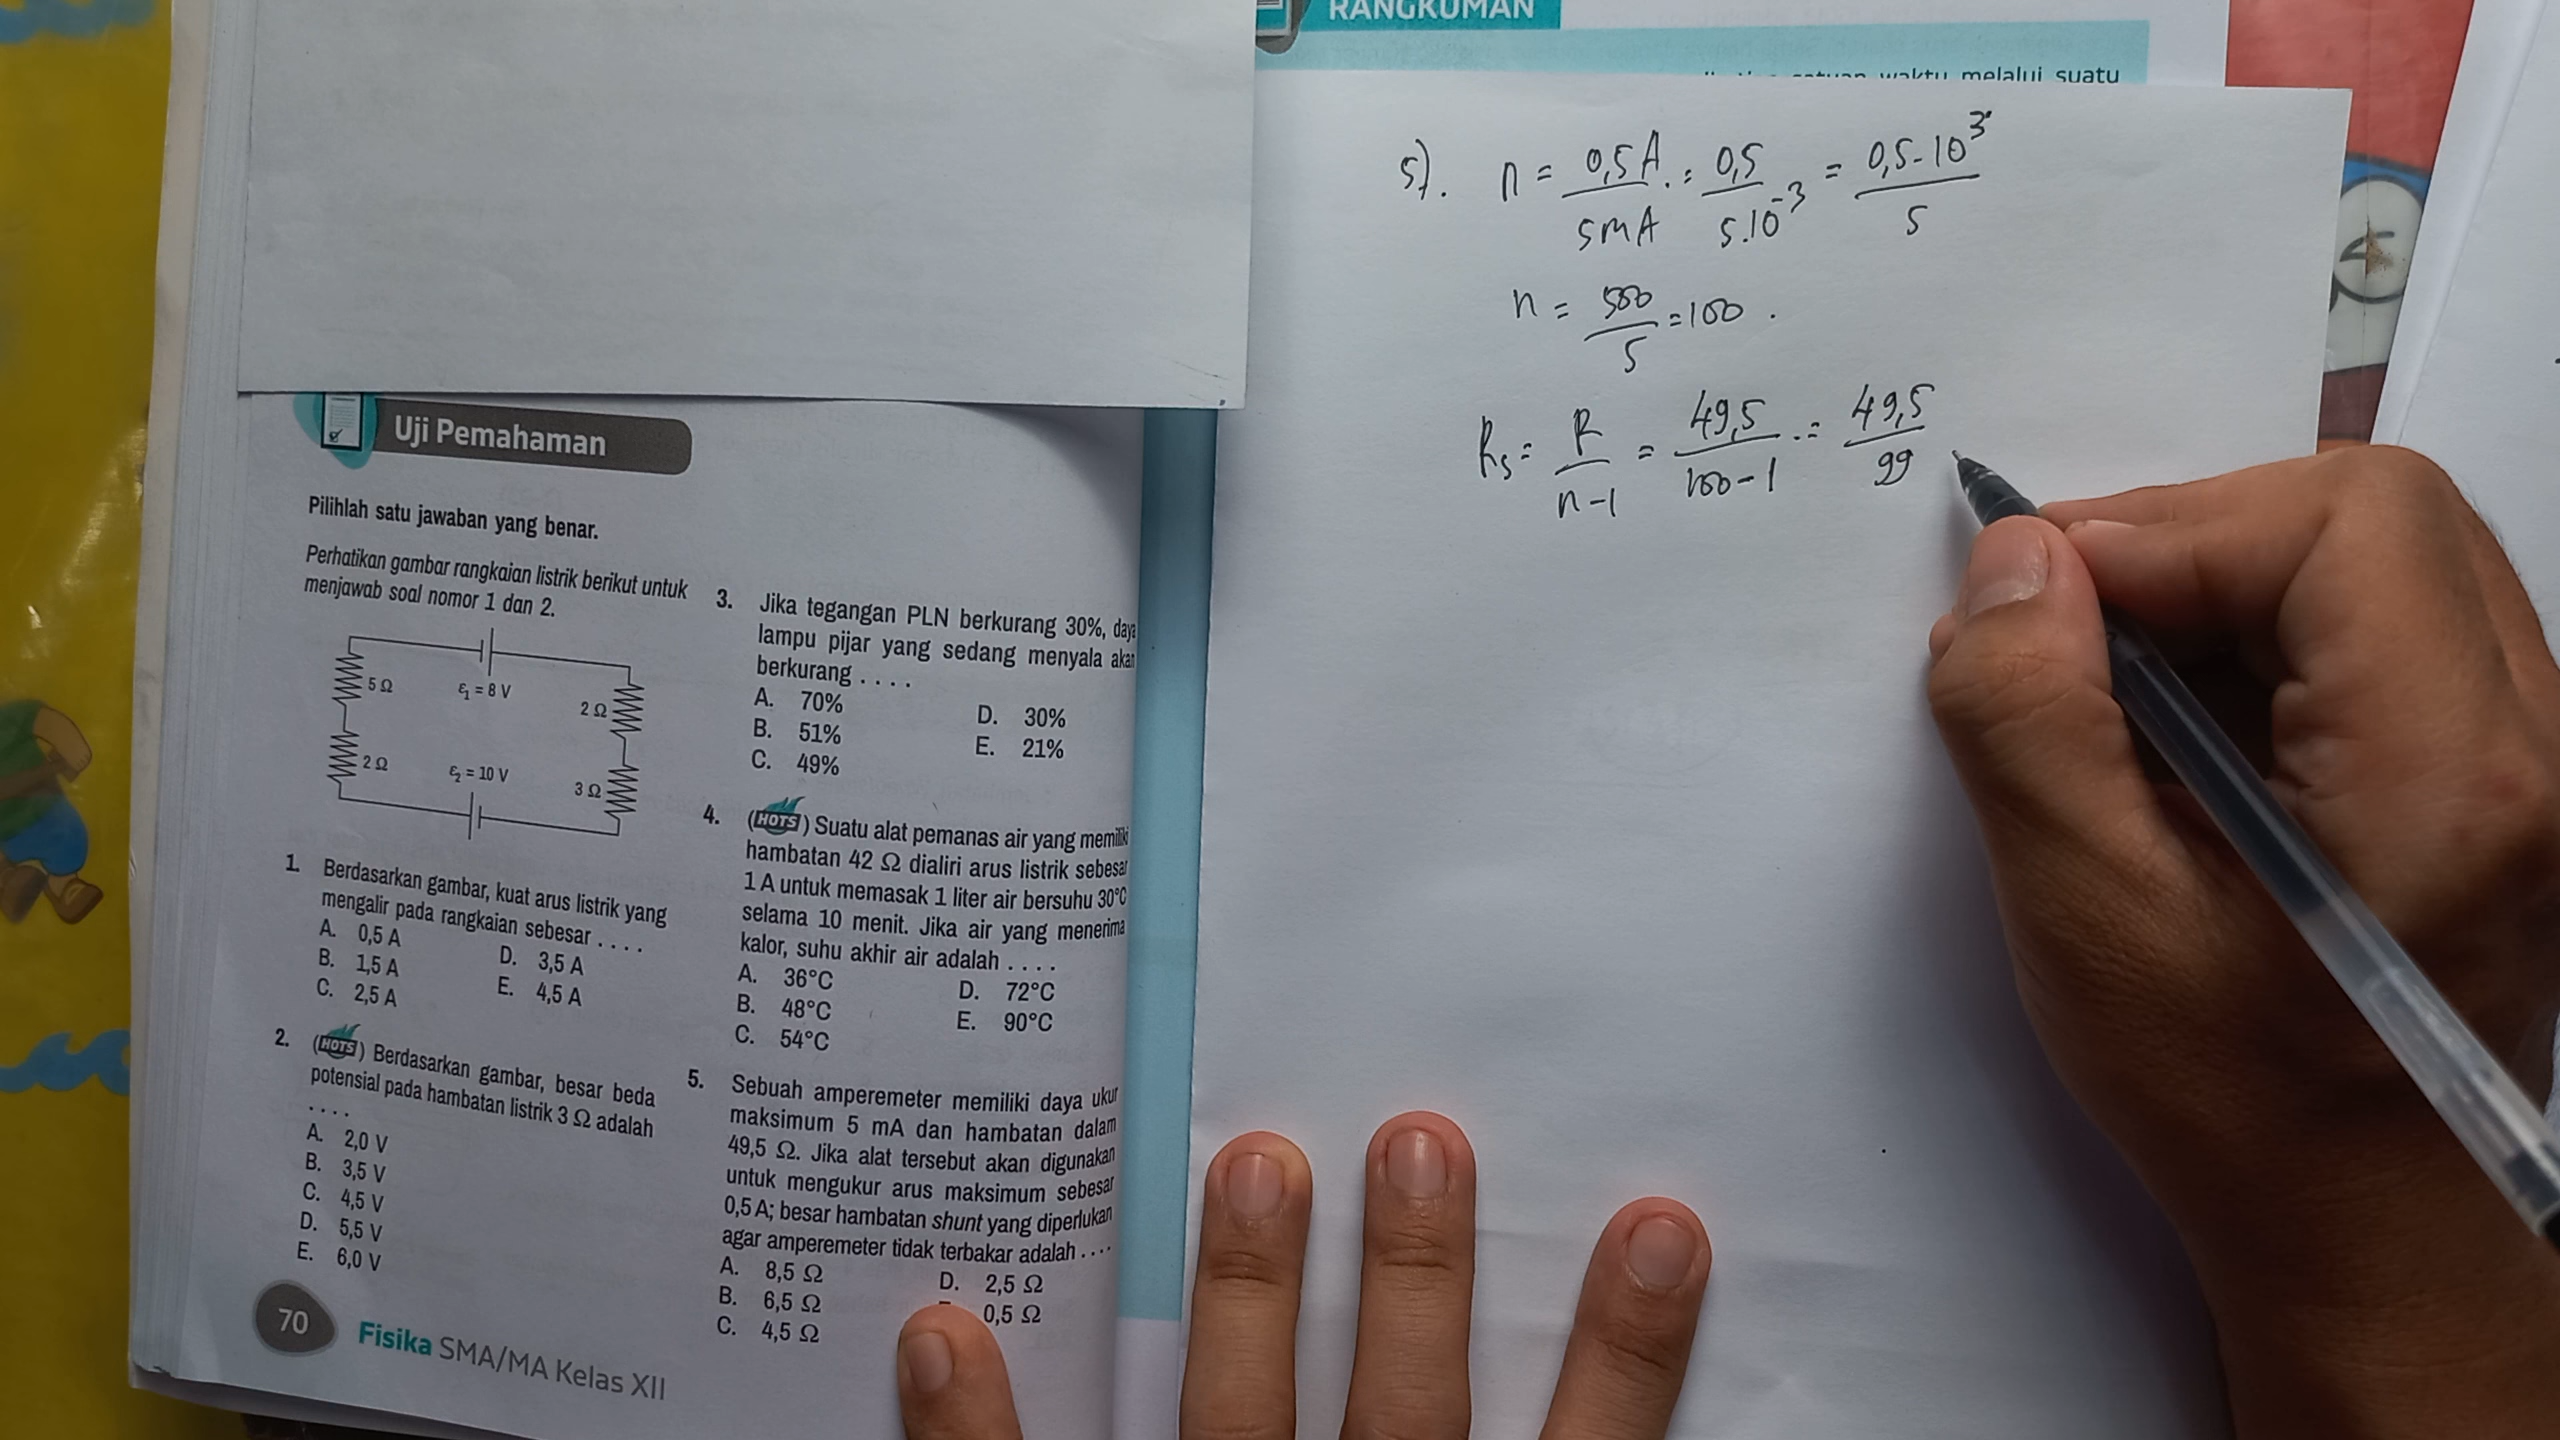 RANGKUMAN
satuan waktu melalui suatu
Uji Pemahaman
Pilihlah satu jawaban yang benar.
Perhatikan gambar rangkaian listrik berikut untuk
menjawab soal nomor 1 dan 2.
5 Ω
ε₁ = 8 V
2 Ω
2 Ω
ε₂ = 10 V
3 Ω
1. Berdasarkan gambar, kuat arus listrik yang
mengalir pada rangkaian sebesar . . . .
A. 0,5 A
B. 1,5 A
C. 2,5 A
D. 3,5 A
E. 4,5 A
2. (HOTS) Berdasarkan gambar, besar beda
potensial pada hambatan listrik 3 Ω adalah
. . . .
A. 2,0 V
B. 3,5 V
C. 4,5 V
D. 5,5 V
E. 6,0 V
70 Fisika SMA/MA Kelas XII
3. Jika tegangan PLN berkurang 30%, daya
lampu pijar yang sedang menyala akan
berkurang . . . .
A. 70%
B. 51%
C. 49%
D. 30%
E. 21%
4. (HOTS) Suatu alat pemanas air yang memiliki
hambatan 42 Ω dialiri arus listrik sebesar
1 A untuk memasak 1 liter air bersuhu 30°C
selama 10 menit. Jika air yang menerima
kalor, suhu akhir air adalah . . . .
A. 36°C
B. 48°C
C. 54°C
D. 72°C
E. 90°C
5. Sebuah amperemeter memiliki daya ukur
maksimum 5 mA dan hambatan dalam
49,5 Ω. Jika alat tersebut akan digunakan
untuk mengukur arus maksimum sebesar
0,5 A; besar hambatan shunt yang diperlukan
agar amperemeter tidak terbakar adalah . . . .
A. 8,5 Ω
B. 6,5 Ω
C. 4,5 Ω
D. 2,5 Ω
0,5 Ω
5). n = 0,5A / 5mA = 0,5 / 5.10⁻³ = 0,5.10³ / 5
n = 500 / 5 = 100.
Rs = R / n-1 = 49,5 / 100-1 = 49,5 / 99